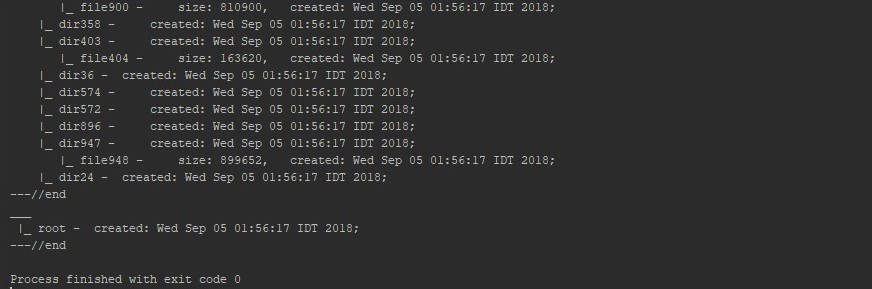 |_ file900 -     size: 810900,   created: Wed Sep 05 01:56:17 IDT 2018;
|_ dir358 -     created: Wed Sep 05 01:56:17 IDT 2018;
|_ dir403 -     created: Wed Sep 05 01:56:17 IDT 2018;
|_ file404 -     size: 163620,   created: Wed Sep 05 01:56:17 IDT 2018;
|_ dir36 -  created: Wed Sep 05 01:56:17 IDT 2018;
|_ dir574 -     created: Wed Sep 05 01:56:17 IDT 2018;
|_ dir572 -     created: Wed Sep 05 01:56:17 IDT 2018;
|_ dir896 -     created: Wed Sep 05 01:56:17 IDT 2018;
|_ dir947 -     created: Wed Sep 05 01:56:17 IDT 2018;
|_ file948 -     size: 899652,   created: Wed Sep 05 01:56:17 IDT 2018;
|_ dir24 -  created: Wed Sep 05 01:56:17 IDT 2018;
---//end
___
|_ root -  created: Wed Sep 05 01:56:17 IDT 2018;
---//end
Process finished with exit code 0